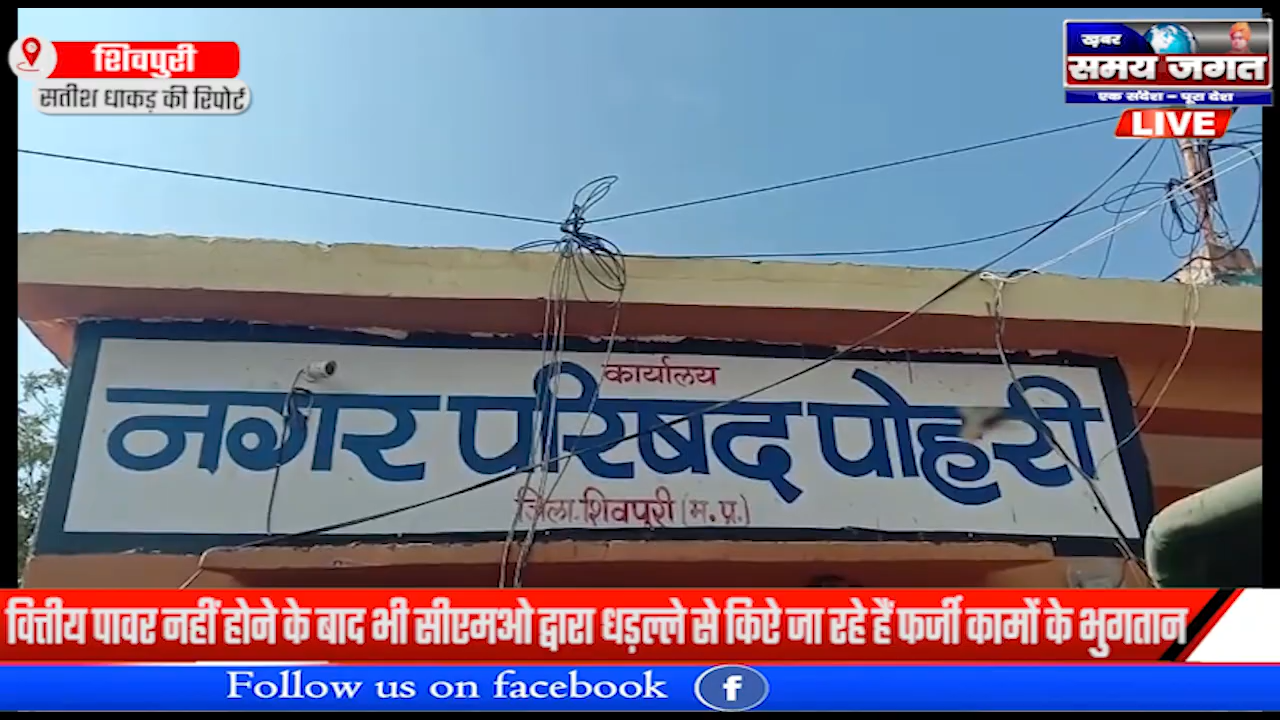 शिवपुरी
सतीश धाकड़ की रिपोर्ट
ख़बर
समय जगत
एक संदेश - पूरा देश
LIVE
कार्यालय
नगर परिषद पोहरी
जिला-शिवपुरी (म.प्र.)
वित्तीय पावर नहीं होने के बाद भी सीएमओ द्वारा धड़ल्ले से किऐ जा रहे हैं फर्जी कामों के भुगतान
Follow us on facebook
f